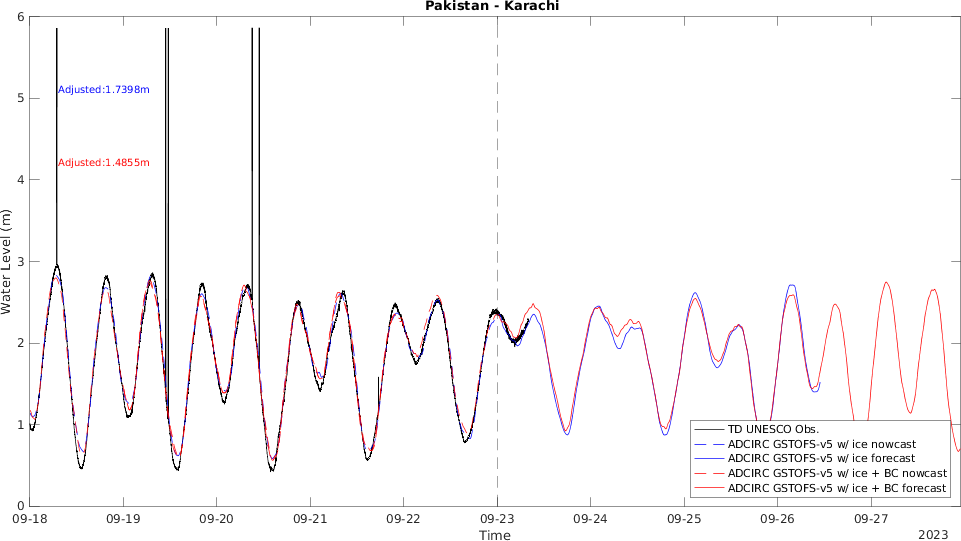 Pakistan - Karachi
6
5
4
3
2
1
0
Water Level (m)
Adjusted:1.7398m
Adjusted:1.4855m
TD UNESCO Obs.
ADCIRC GSTOFS-v5 w/ ice nowcast
ADCIRC GSTOFS-v5 w/ ice forecast
ADCIRC GSTOFS-v5 w/ ice + BC nowcast
ADCIRC GSTOFS-v5 w/ ice + BC forecast
09-18 09-19 09-20 09-21 09-22 09-23 09-24 09-25 09-26 09-27
Time
2023